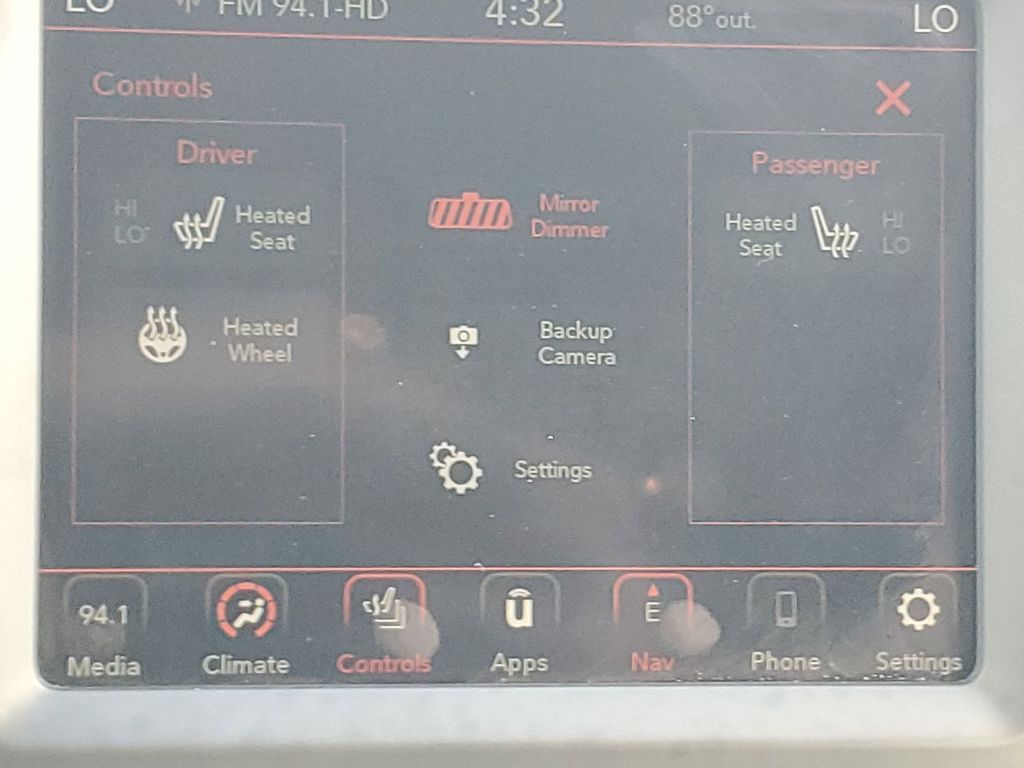 LO FM 94.1-HD 4:32 88° out. LO
Controls
Driver
HI
LO
Heated
Seat
Heated
Wheel
Mirror
Dimmer
Backup
Camera
Settings
Passenger
Heated
Seat
HI
LO
94.1
Media
Climate
Controls
u
Apps
E
Nav
Phone
Settings